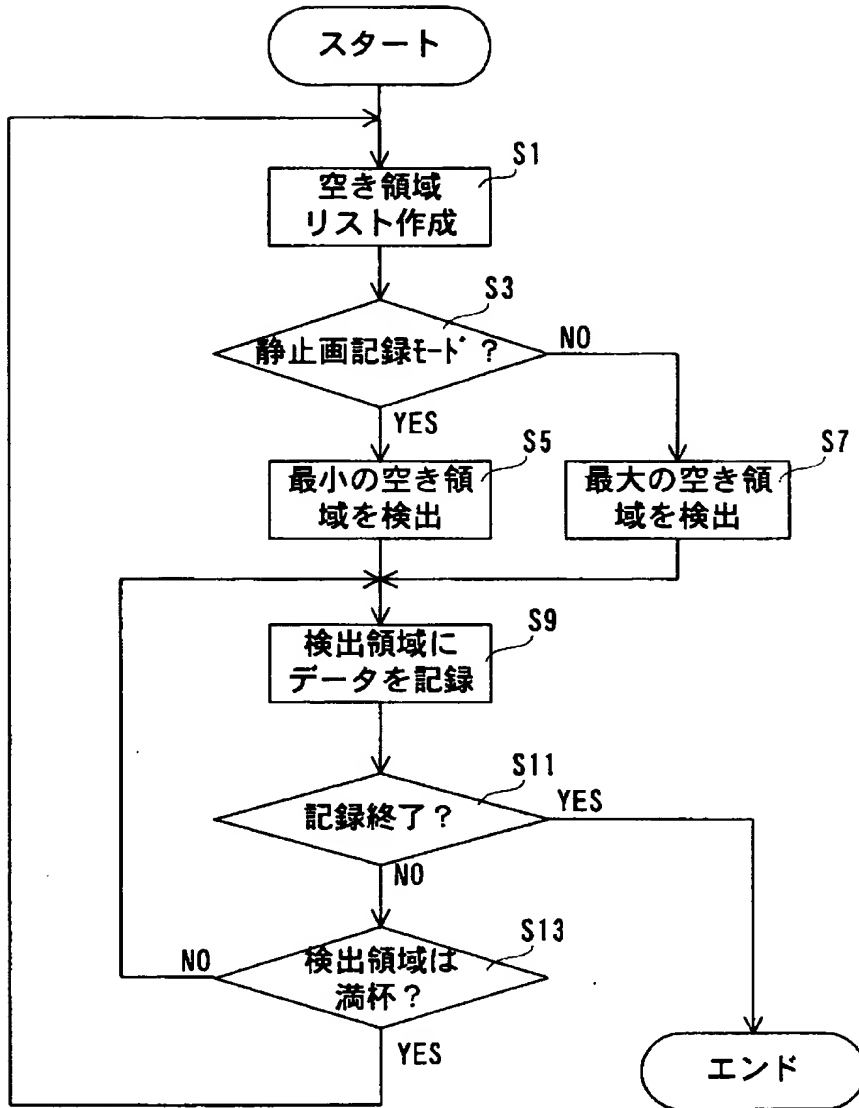 スタート
S1
空き領域
リスト作成
S3
静止画記録ﾓｰﾄﾞ?
NO
YES
S5
最小の空き領
域を検出
S7
最大の空き領
域を検出
S9
検出領域に
データを記録
S11
記録終了?
YES
NO
S13
検出領域は
満杯?
NO
YES
エンド